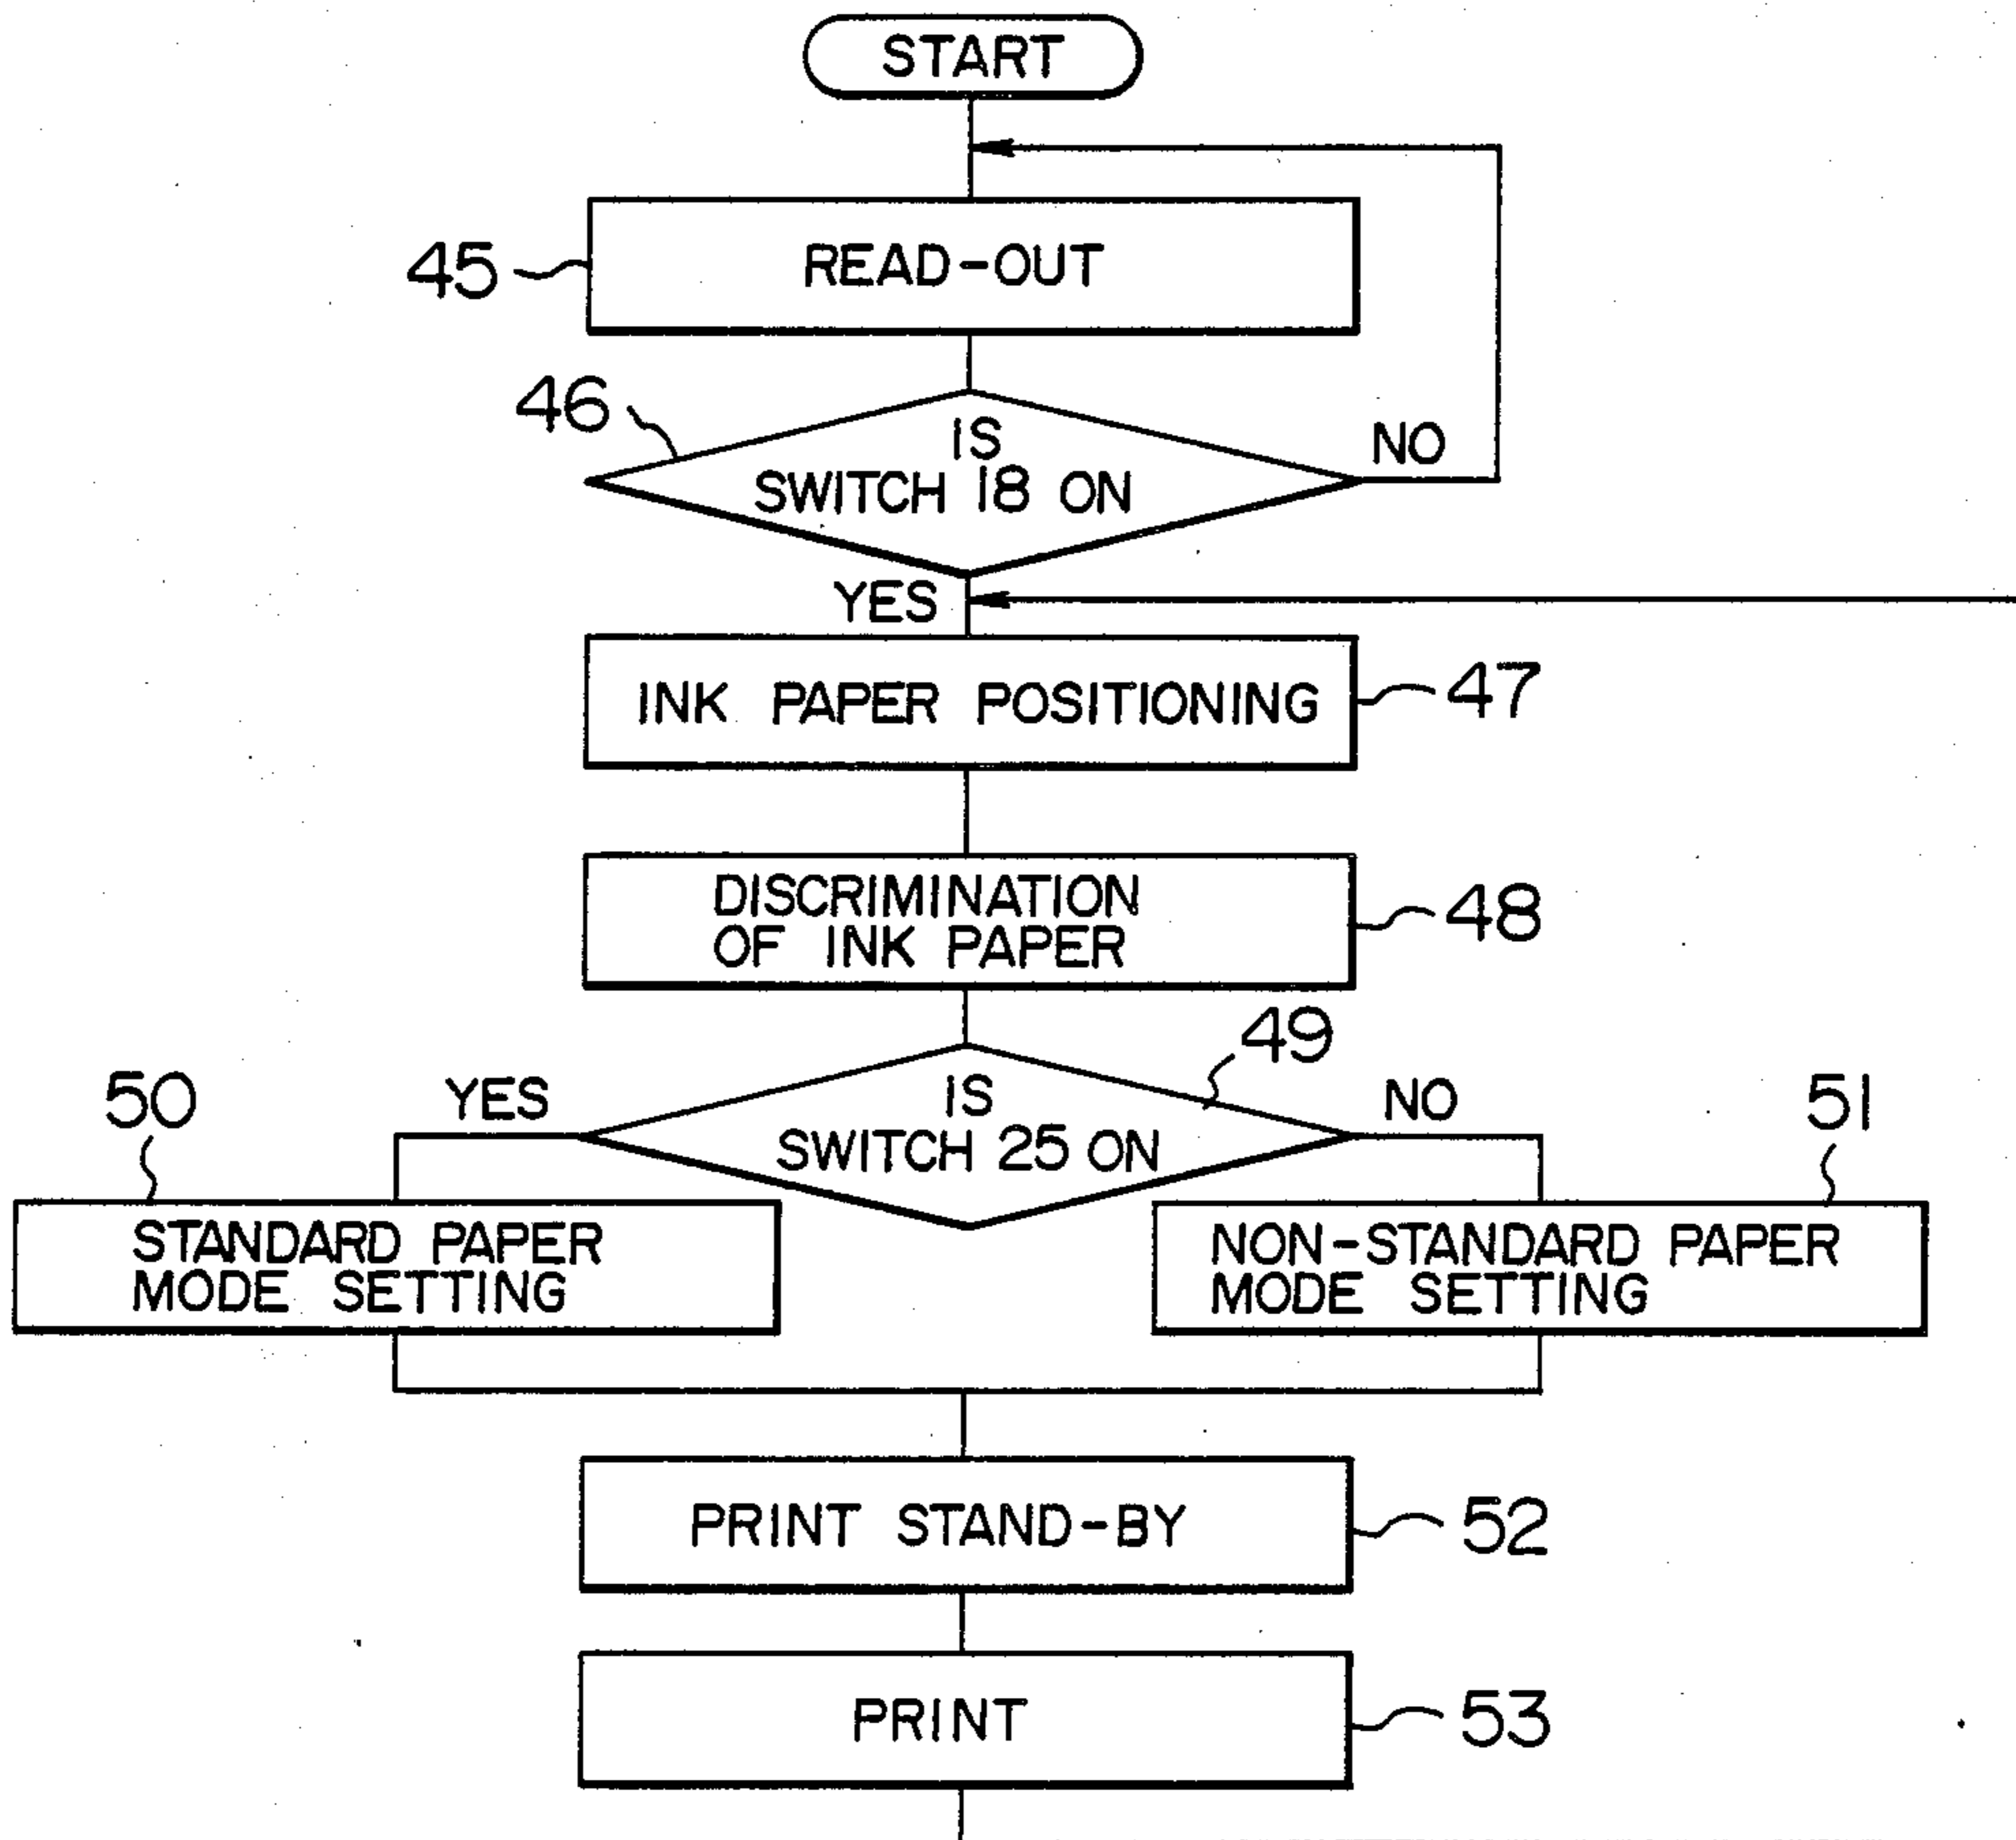 START
45
READ-OUT
46
IS
SWITCH 18 ON
NO
YES
INK PAPER POSITIONING
47
DISCRIMINATION
OF INK PAPER
48
49
50
YES
IS
SWITCH 25 ON
NO
51
STANDARD PAPER
MODE SETTING
NON-STANDARD PAPER
MODE SETTING
PRINT STAND-BY
52
PRINT
53